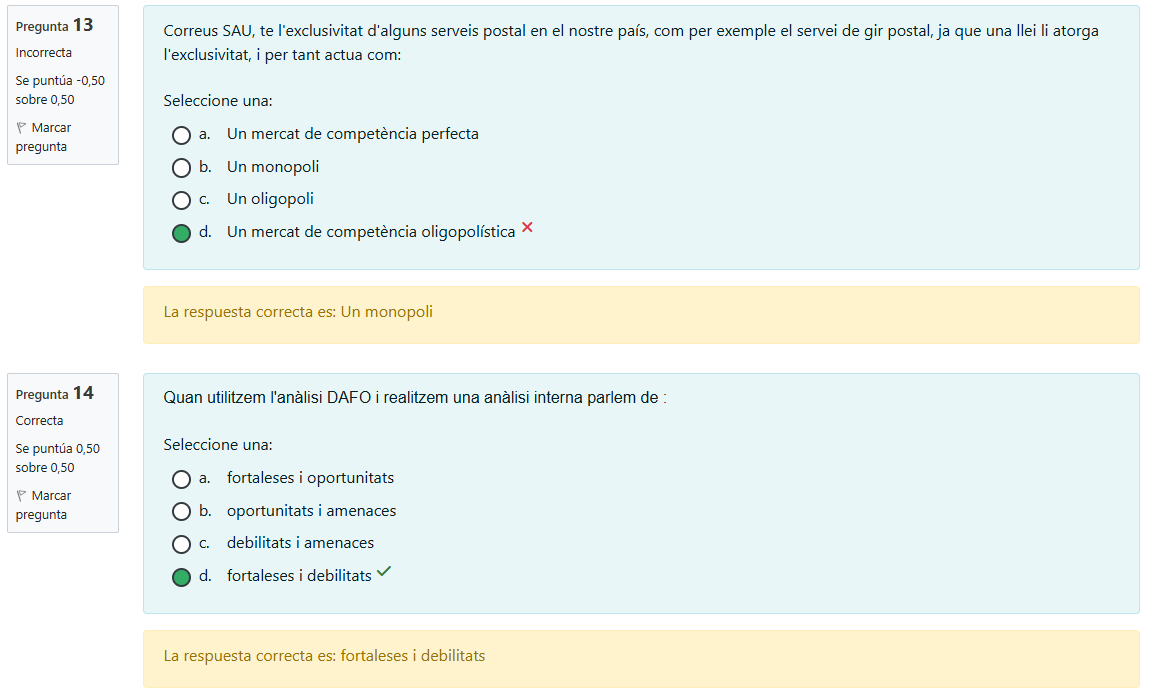 Pregunta 13
Incorrecta
Se puntúa -0,50
sobre 0,50
Marcar
pregunta
Correus SAU, te l'exclusivitat d'alguns serveis postal en el nostre país, com per exemple el servei de gir postal, ja que una llei li atorga
l'exclusivitat, i per tant actua com:
Seleccione una:
a. Un mercat de competència perfecta
b. Un monopoli
c. Un oligopoli
d. Un mercat de competència oligopolística
La respuesta correcta es: Un monopoli
Pregunta 14
Correcta
Se puntúa 0,50
sobre 0,50
Marcar
pregunta
Quan utilitzem l'anàlisi DAFO i realitzem una anàlisi interna parlem de :
Seleccione una:
a. fortaleses i oportunitats
b. oportunitats i amenaces
c. debilitats i amenaces
d. fortaleses i debilitats
La respuesta correcta es: fortaleses i debilitats